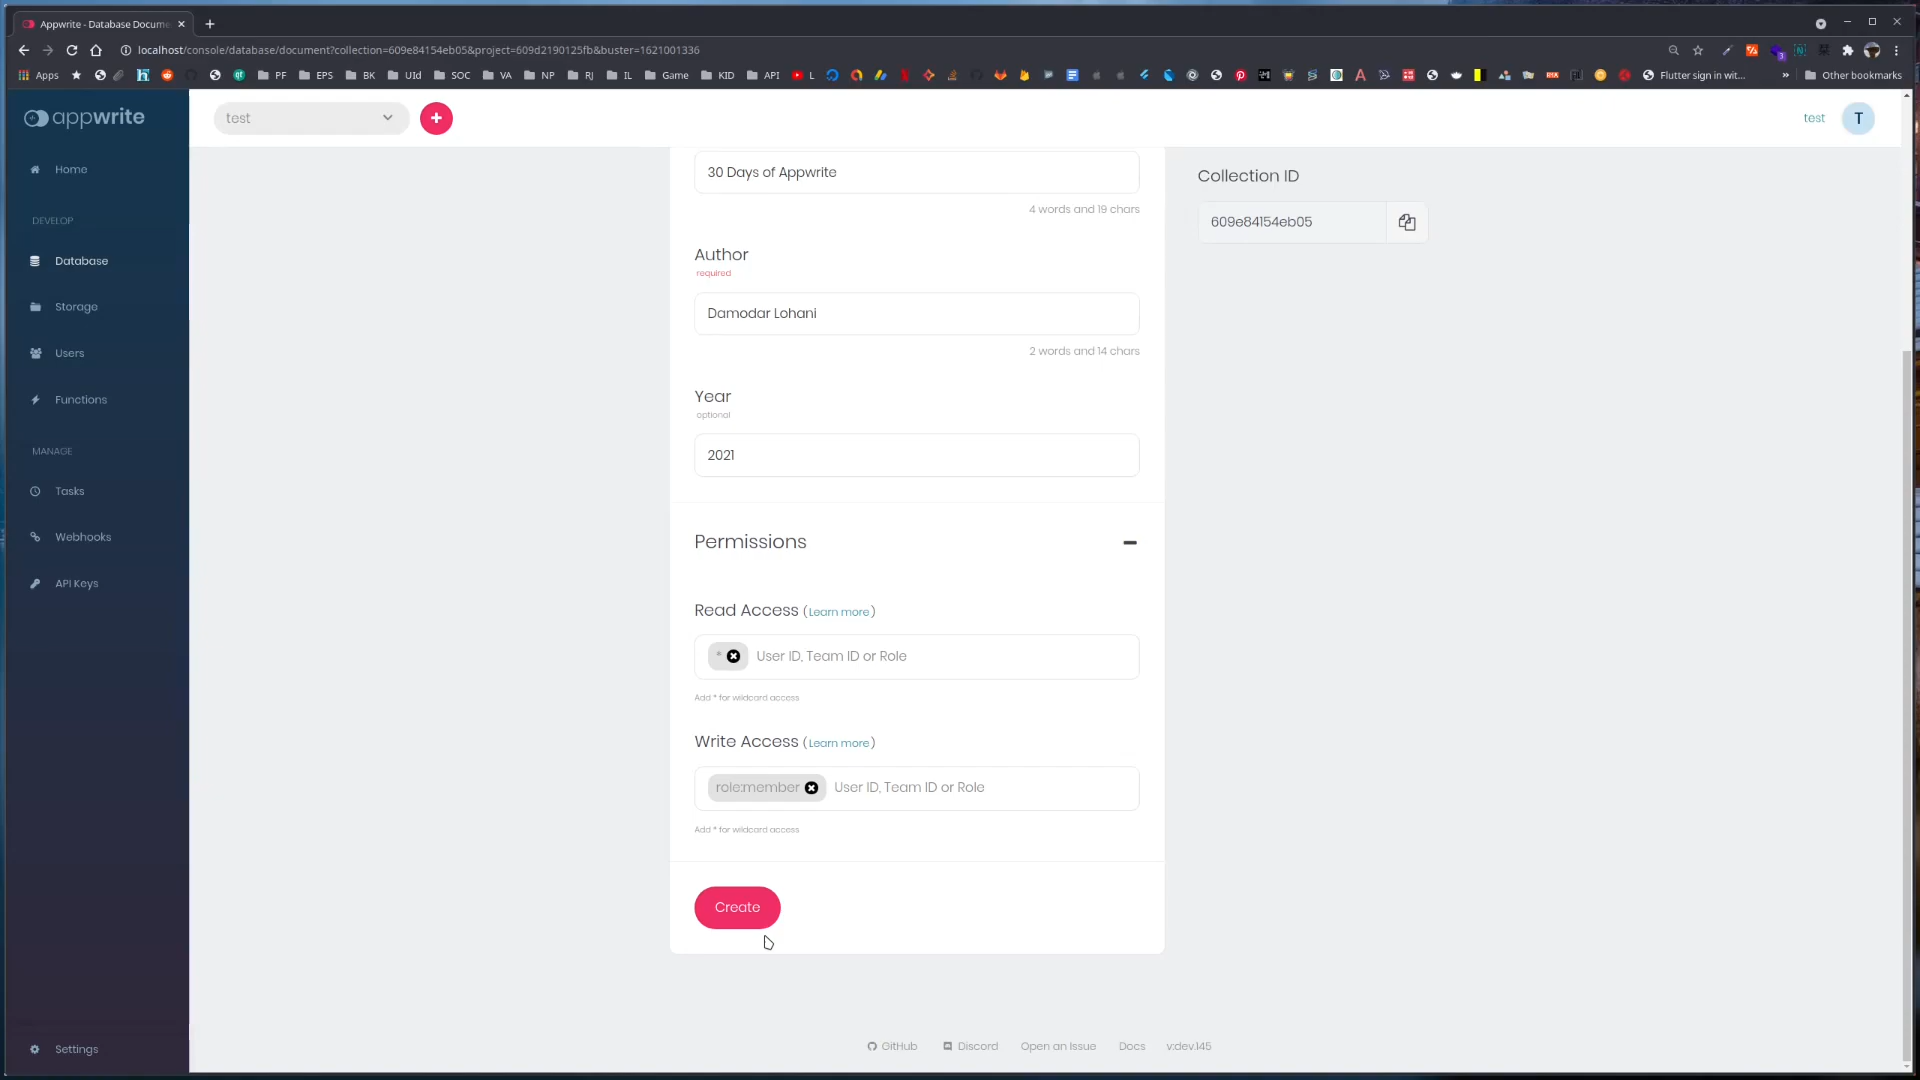 Appwrite - Database Docume
localhost/console/database/document?collection=609e84154eb05&project=609d2190125fb&buster=1621001336
Apps PF EPS BK UId SOC VA NP RJ IL Game KID API L Flutter sign in wit... » Other bookmarks
appwrite
test
test T
Home
DEVELOP
Database
Storage
Users
Functions
MANAGE
Tasks
Webhooks
API Keys
Settings
30 Days of Appwrite
4 words and 19 chars
Author
required
Damodar Lohani
2 words and 14 chars
Year
optional
2021
Permissions
Read Access (Learn more)
* User ID, Team ID or Role
Add * for wildcard access
Write Access (Learn more)
role:member User ID, Team ID or Role
Add * for wildcard access
Create
Collection ID
609e84154eb05
GitHub Discord Open an Issue Docs v:dev.145